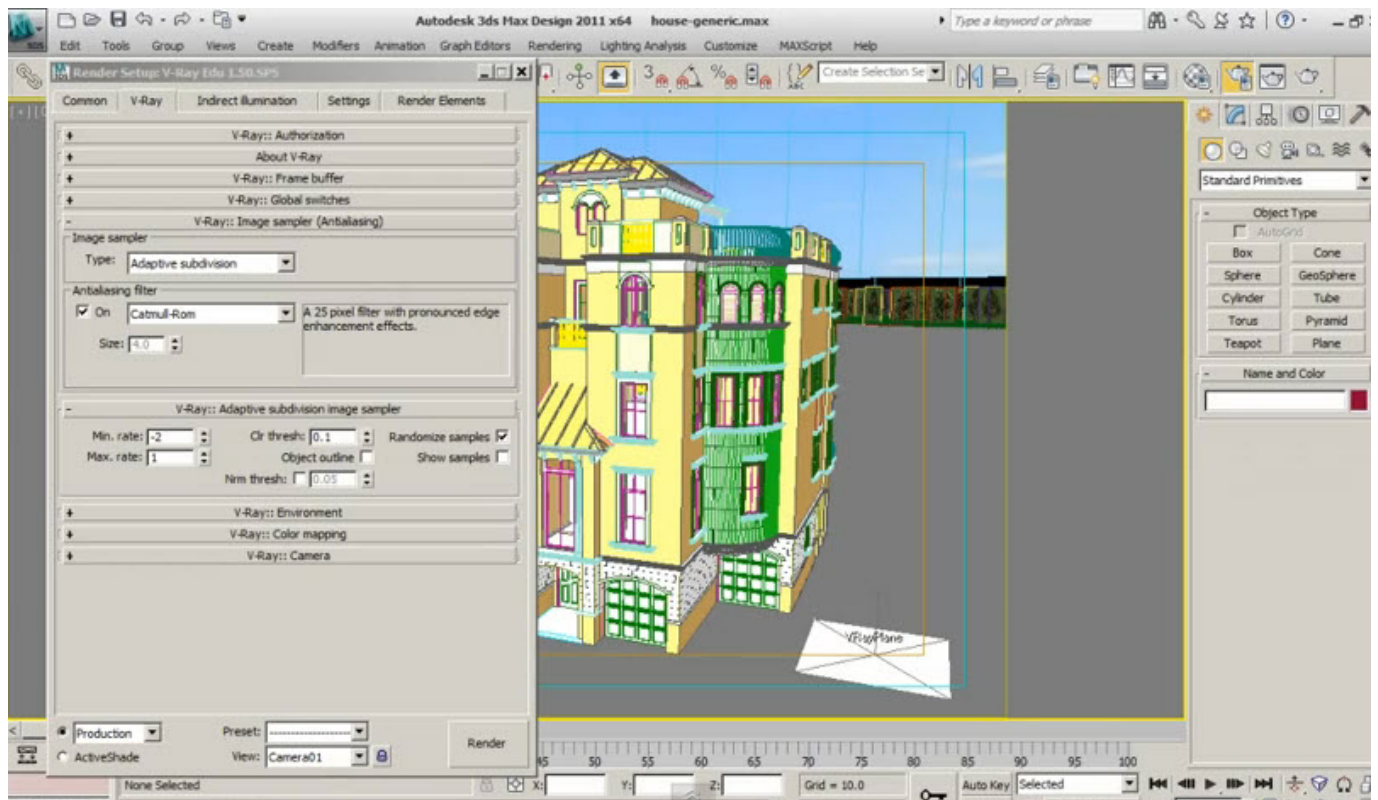 Autodesk 3ds Max Design 2011 x64 house-generic.max
Type a keyword or phrase
Edit Tools Group Views Create Modifiers Animation Graph Editors Rendering Lighting Analysis Customize MAXScript Help
Render Setup: V-Ray Edu 1.50.SP5
Create Selection Se
Common V-Ray Indirect illumination Settings Render Elements
+ V-Ray:: Authorization
+ About V-Ray
+ V-Ray:: Frame buffer
+ V-Ray:: Global switches
- V-Ray:: Image sampler (Antialiasing)
Image sampler
Type: Adaptive subdivision
Antialiasing filter
On Catmull-Rom
A 25 pixel filter with pronounced edge
enhancement effects.
Size: 4.0
- V-Ray:: Adaptive subdivision image sampler
Min. rate: -2 Clr thresh: 0.1 Randomize samples
Max. rate: 1 Object outline Show samples
Nrm thresh: 0.05
+ V-Ray:: Environment
+ V-Ray:: Color mapping
+ V-Ray:: Camera
Production Preset: -------------------
ActiveShade View: Camera01
Render
VRayPlane
Standard Primitives
- Object Type
AutoGrid
Box Cone
Sphere GeoSphere
Cylinder Tube
Torus Pyramid
Teapot Plane
- Name and Color
45 50 55 60 65 70 75 80 85 90 95 100
None Selected X: Y: Z: Grid = 10.0 Auto Key Selected